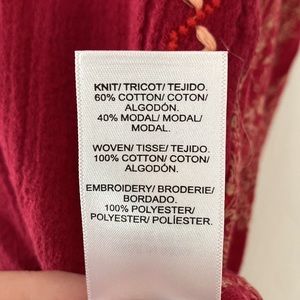 KNIT/ TRICOT/ TEJIDO.
60% COTTON/ COTON/
ALGODÓN.
40% MODAL/ MODAL/
MODAL.
WOVEN/ TISSE/ TEJIDO.
100% COTTON/ COTON/
ALGODÓN.
EMBROIDERY/ BRODERIE/
BORDADO.
100% POLYESTER/
POLYESTER/ POLÍESTER.